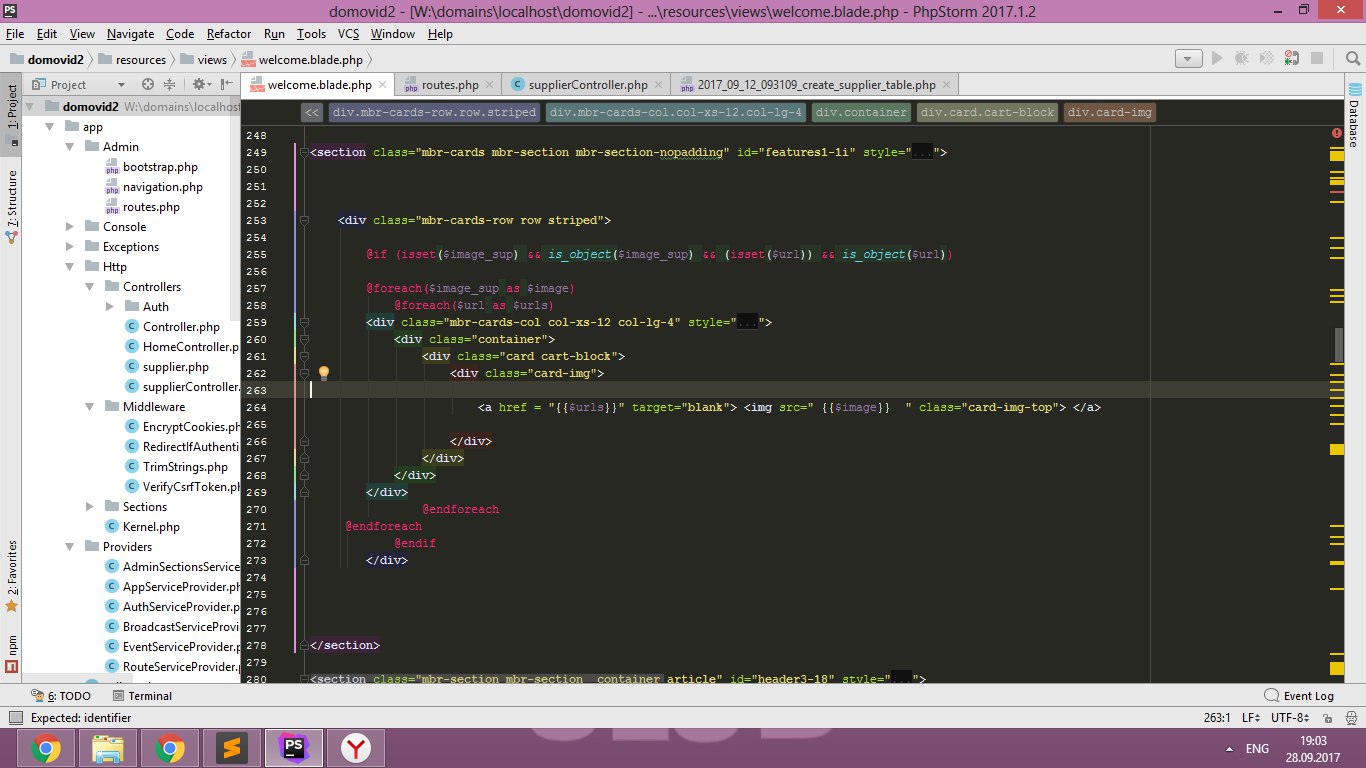 PS domovid2 - [W:\domains\localhost\domovid2] - ...\resources\views\welcome.blade.php - PhpStorm 2017.1.2
File Edit View Navigate Code Refactor Run Tools VCS Window Help
domovid2 resources views welcome.blade.php
Project
welcome.blade.php routes.php supplierController.php 2017_09_12_093109_create_supplier_table.php
1: Project
7: Structure
2: Favorites
npm
domovid2 W:\domains\localhost
app
Admin
bootstrap.php
navigation.php
routes.php
Console
Exceptions
Http
Controllers
Auth
Controller.php
HomeController.p
supplier.php
supplierController.
Middleware
EncryptCookies.ph
RedirectIfAuthenti
TrimStrings.php
VerifyCsrfToken.ph
Sections
Kernel.php
Providers
AdminSectionsService
AppServiceProvider.ph
AuthServiceProvider.p
BroadcastServiceProvi
EventServiceProvider.
RouteServiceProvider.p
<< div.mbr-cards-row.row.striped div.mbr-cards-col.col-xs-12.col-lg-4 div.container div.card.cart-block div.card-img
248
249 <section class="mbr-cards mbr-section mbr-section-nopadding" id="features1-1i" style="...">
250
251
252
253 <div class="mbr-cards-row row striped">
254
255 @if (isset($image_sup) && is_object($image_sup) && (isset($url)) && is_object($url))
256
257 @foreach($image_sup as $image)
258 @foreach($url as $urls)
259 <div class="mbr-cards-col col-xs-12 col-lg-4" style="...">
260 <div class="container">
261 <div class="card cart-block">
262 <div class="card-img">
263
264 <a href = "{{$urls}}" target="blank"> <img src=" {{$image}}  " class="card-img-top"> </a>
265
266 </div>
267 </div>
268 </div>
269 </div>
270 @endforeach
271 @endforeach
272 @endif
273 </div>
274
275
276
277
278 </section>
279
280 <section class="mbr-section mbr-section__container article" id="header3-18" style="...">
Database
6: TODO Terminal Event Log
Expected: identifier 263:1 LF UTF-8
PS ENG 19:03
28.09.2017